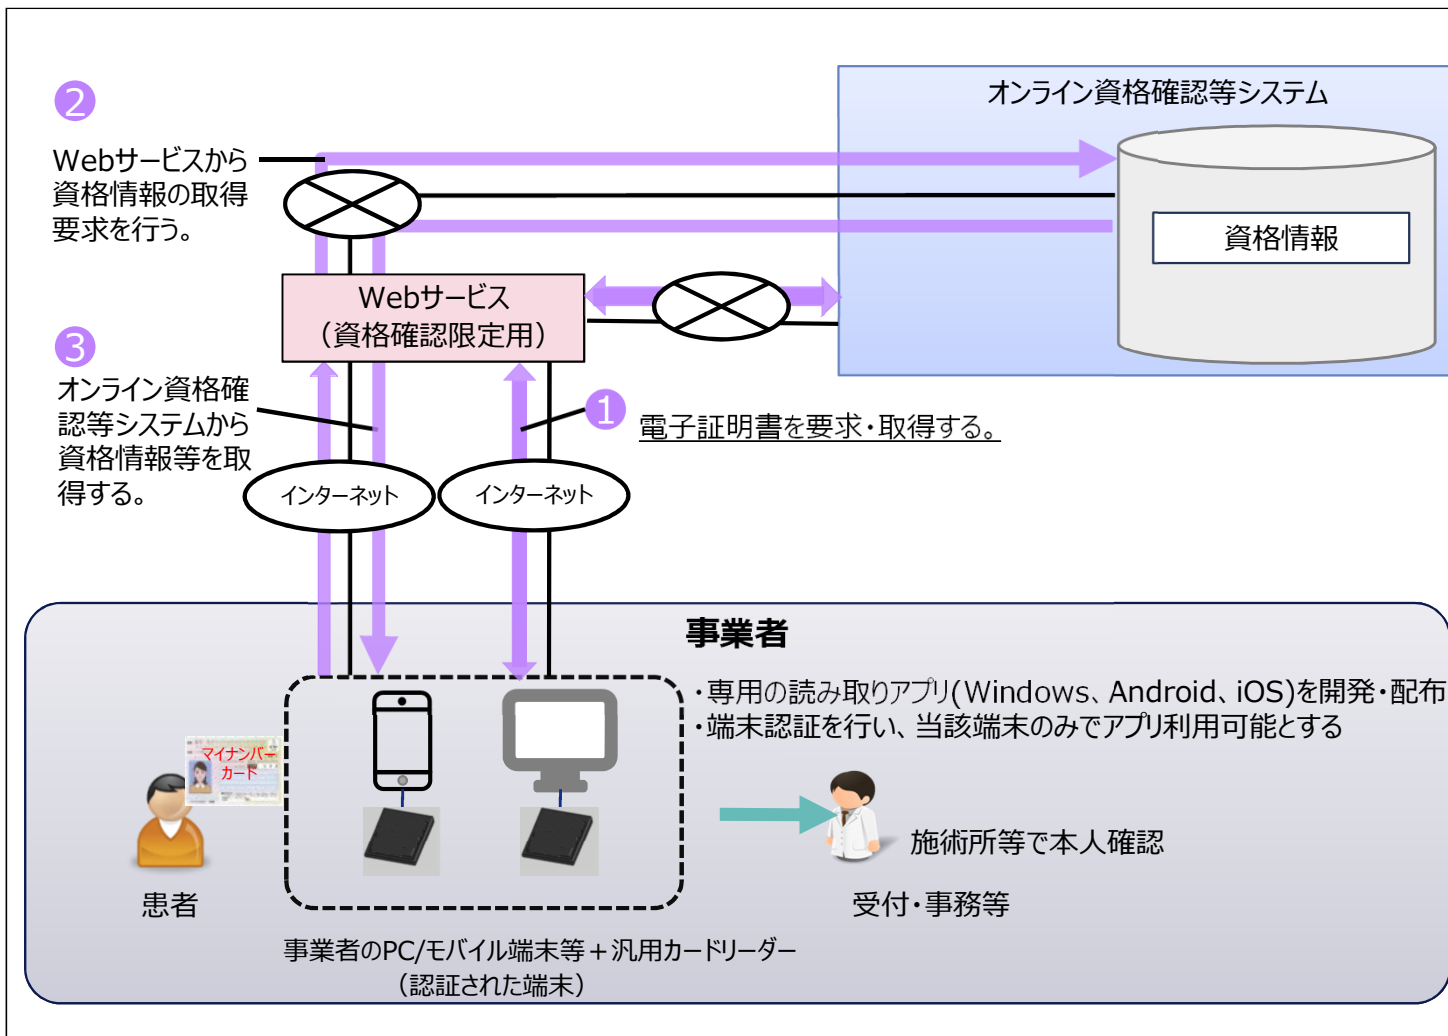 オンライン資格確認等システム
資格情報
2
Webサービスから
資格情報の取得
要求を行う。
Webサービス
（資格確認限定用）
3
オンライン資格確
認等システムから
資格情報等を取
得する。
1
電子証明書を要求・取得する。
インターネット
インターネット
事業者
・専用の読み取りアプリ(Windows、Android、iOS)を開発・配布
・端末認証を行い、当該端末のみでアプリ利用可能とする
マイナンバー
カード
患者
施術所等で本人確認
受付・事務等
事業者のPC/モバイル端末等＋汎用カードリーダー
（認証された端末）